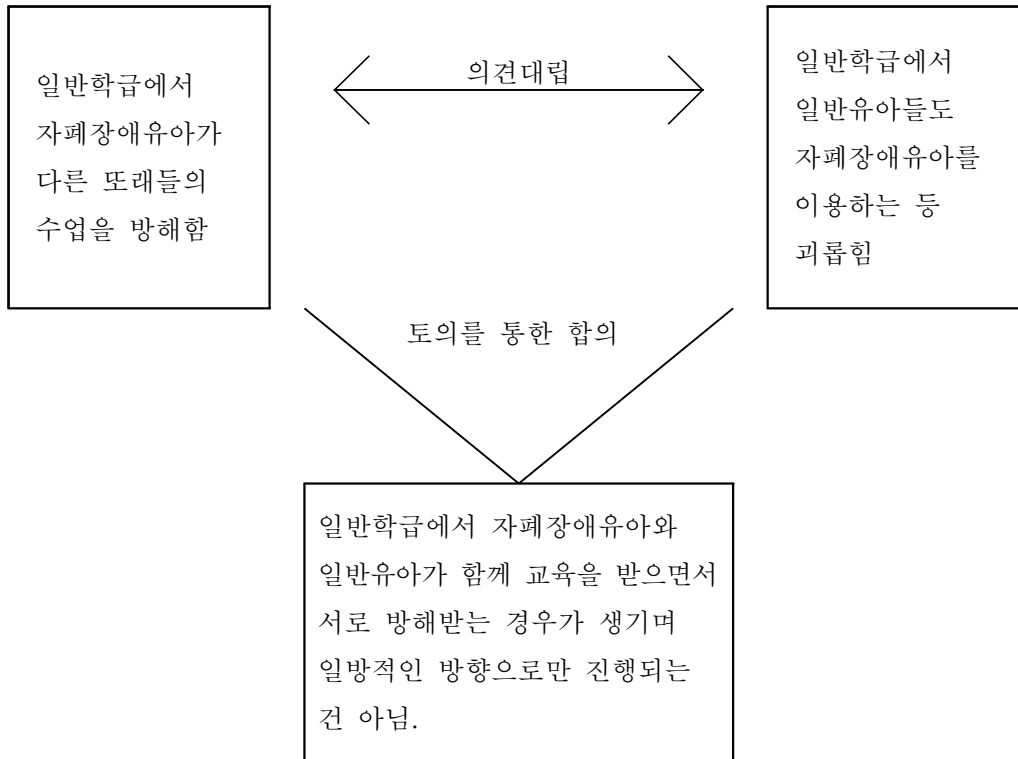 일반학급에서
자폐장애유아가
다른 또래들의
수업을 방해함
의견대립
일반학급에서
일반유아들도
자폐장애유아를
이용하는 등
괴롭힘
토의를 통한 합의
일반학급에서 자폐장애유아와
일반유아가 함께 교육을 받으면서
서로 방해받는 경우가 생기며
일방적인 방향으로만 진행되는
건 아님.